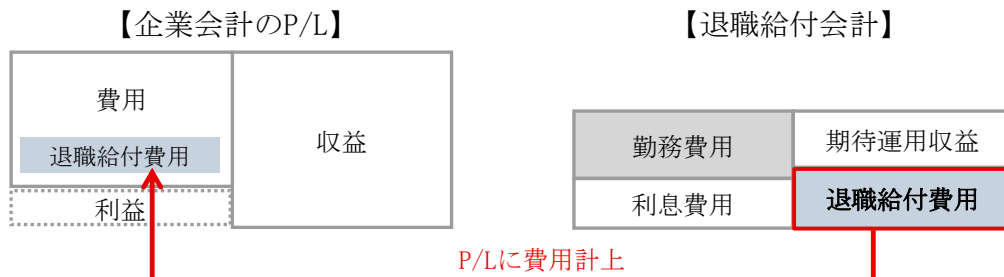 【企業会計のP/L】
【退職給付会計】
費用
退職給付費用
利益
収益
勤務費用
期待運用収益
利息費用
退職給付費用
P/Lに費用計上